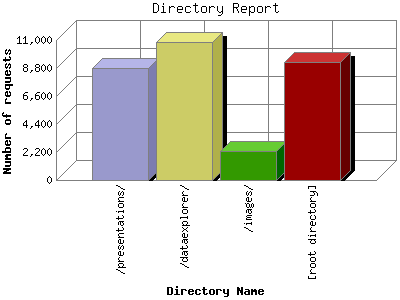 Directory Report
Number of requests
11,000
8,800
6,600
4,400
2,200
0
/presentations/
/dataexplorer/
/images/
[root directory]
Directory Name